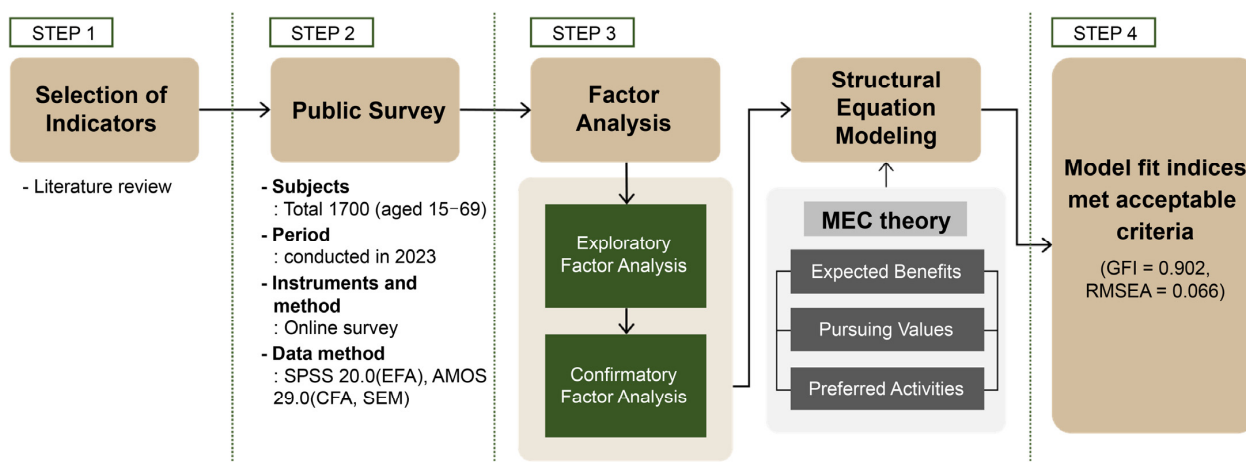 STEP 1
Selection of
Indicators
- Literature review
STEP 2
Public Survey
- Subjects
: Total 1700 (aged 15–69)
- Period
: conducted in 2023
- Instruments and
method
: Online survey
- Data method
: SPSS 20.0(EFA), AMOS
29.0(CFA, SEM)
STEP 3
Factor
Analysis
Exploratory
Factor Analysis
Confirmatory
Factor Analysis
Structural
Equation
Modeling
MEC theory
Expected Benefits
Pursuing Values
Preferred Activities
STEP 4
Model fit indices
met acceptable
criteria
(GFI = 0.902,
RMSEA = 0.066)